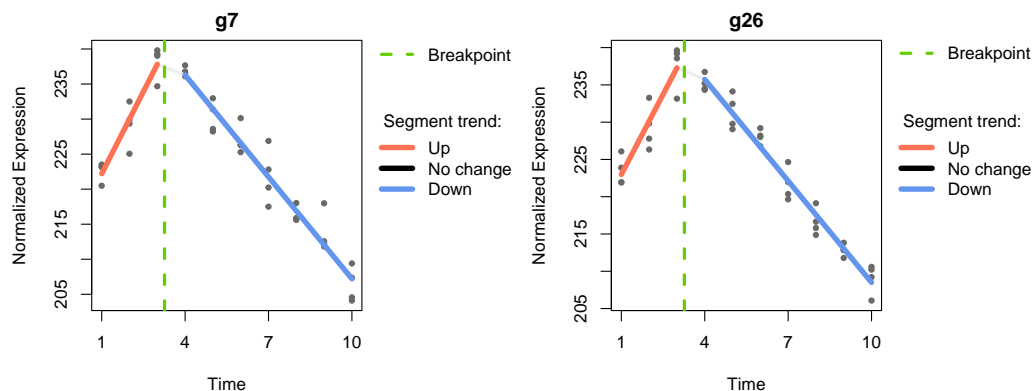 g7
Normalized Expression
235
225
215
205
1
4
7
10
Time
Breakpoint
Segment trend:
Up
No change
Down
g26
Normalized Expression
235
225
215
205
1
4
7
10
Time
Breakpoint
Segment trend:
Up
No change
Down